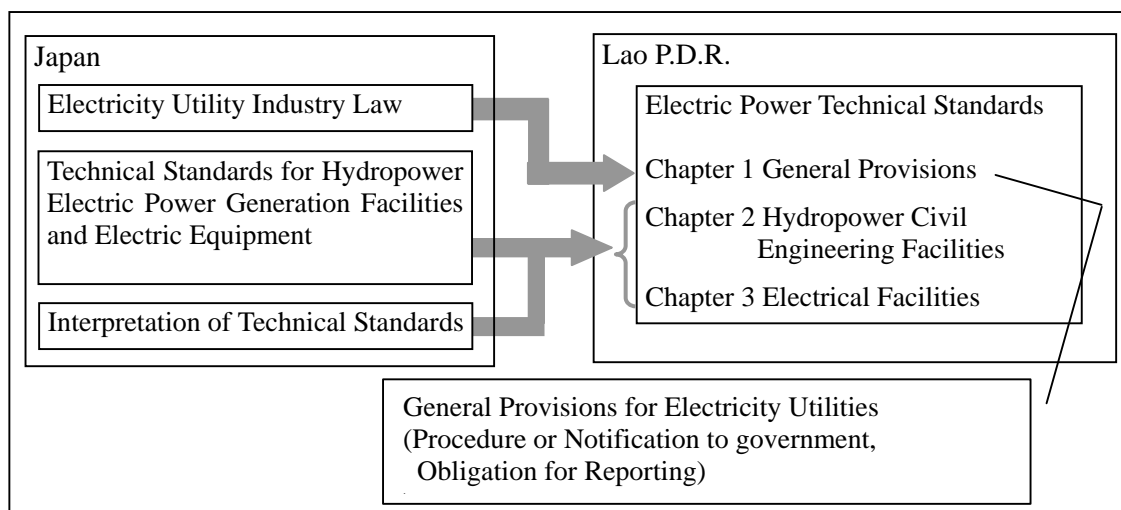 Japan
Electricity Utility Industry Law
Technical Standards for Hydropower
Electric Power Generation Facilities
and Electric Equipment
Interpretation of Technical Standards
Lao P.D.R.
Electric Power Technical Standards
Chapter 1 General Provisions
Chapter 2 Hydropower Civil
Engineering Facilities
Chapter 3 Electrical Facilities
General Provisions for Electricity Utilities
(Procedure or Notification to government,
Obligation for Reporting)